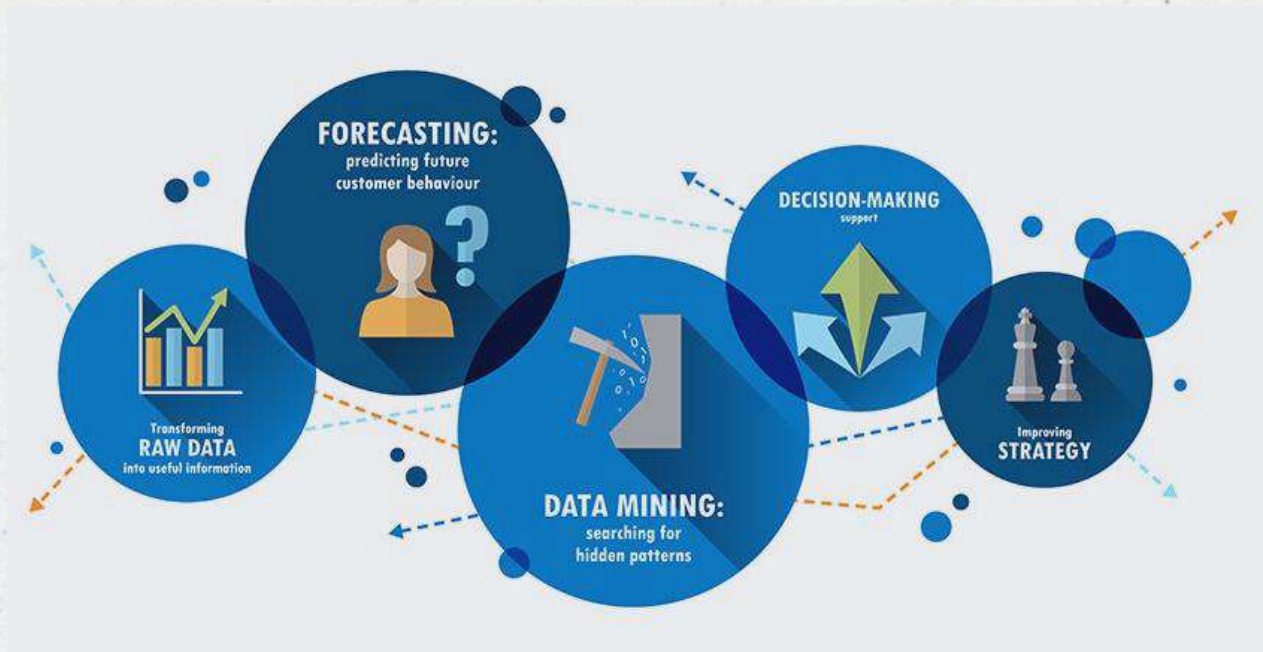 Transforming
RAW DATA
into useful information
FORECASTING:
predicting future
customer behaviour
?
DATA MINING:
searching for
hidden patterns
DECISION-MAKING
support
Improving
STRATEGY